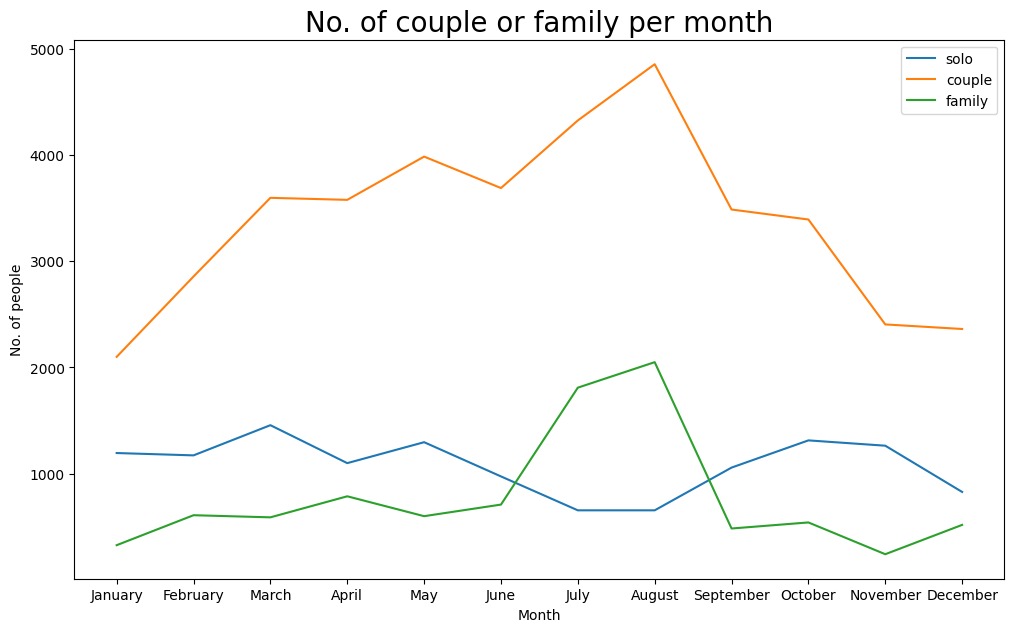 No. of couple or family per month
solo
couple
family
5000
4000
3000
2000
1000
No. of people
January February March April May June July August September October November December
Month